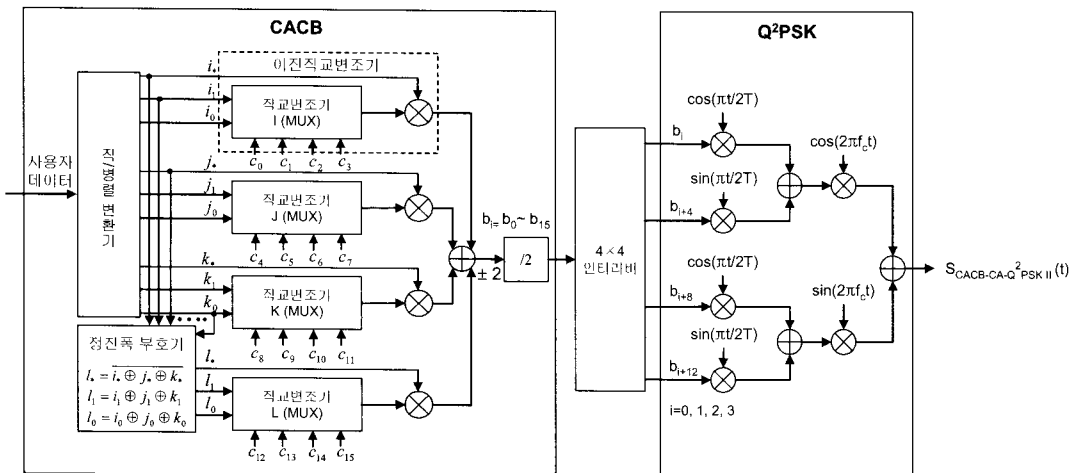 CACB
Q²PSK
이진직교변조기
i*
i₁
i₀
직교변조기
I (MUX)
c₀ c₁ c₂ c₃
사용자
데이터
직/병렬 변환기
j*
j₁
j₀
직교변조기
J (MUX)
c₄ c₅ c₆ c₇
k*
k₁
k₀
직교변조기
K (MUX)
c₈ c₉ c₁₀ c₁₁
정진폭 부호기
l* = \overline{i* ⊕ j* ⊕ k*}
l₁ = i₁ ⊕ j₁ ⊕ k₁
l₀ = i₀ ⊕ j₀ ⊕ k₀
l*
l₁
l₀
직교변조기
L (MUX)
c₁₂ c₁₃ c₁₄ c₁₅
± 2
bᵢ= b₀~ b₁₅
/2
4×4
인터리버
bᵢ
cos(πt/2T)
bᵢ₊₄
sin(πt/2T)
cos(2πf_ct)
bᵢ₊₈
cos(πt/2T)
bᵢ₊₁₂
sin(πt/2T)
sin(2πf_ct)
i=0, 1, 2, 3
S_{CACB-CA-Q²PSK II}(t)